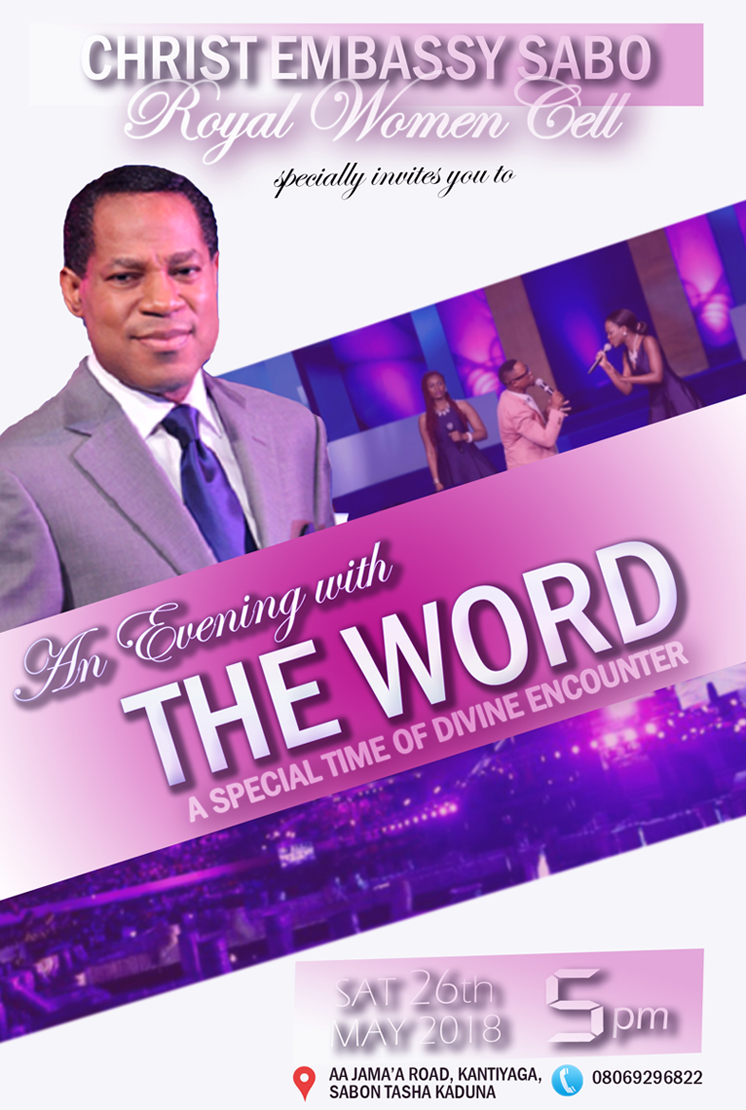 CHRIST EMBASSY SABO
Royal Women Cell
specially invites you to
An Evening with
THE WORD
A SPECIAL TIME OF DIVINE ENCOUNTER
SAT 26th
MAY 2018
5pm
AA JAMA'A ROAD, KANTIYAGA,
SABON TASHA KADUNA
08069296822